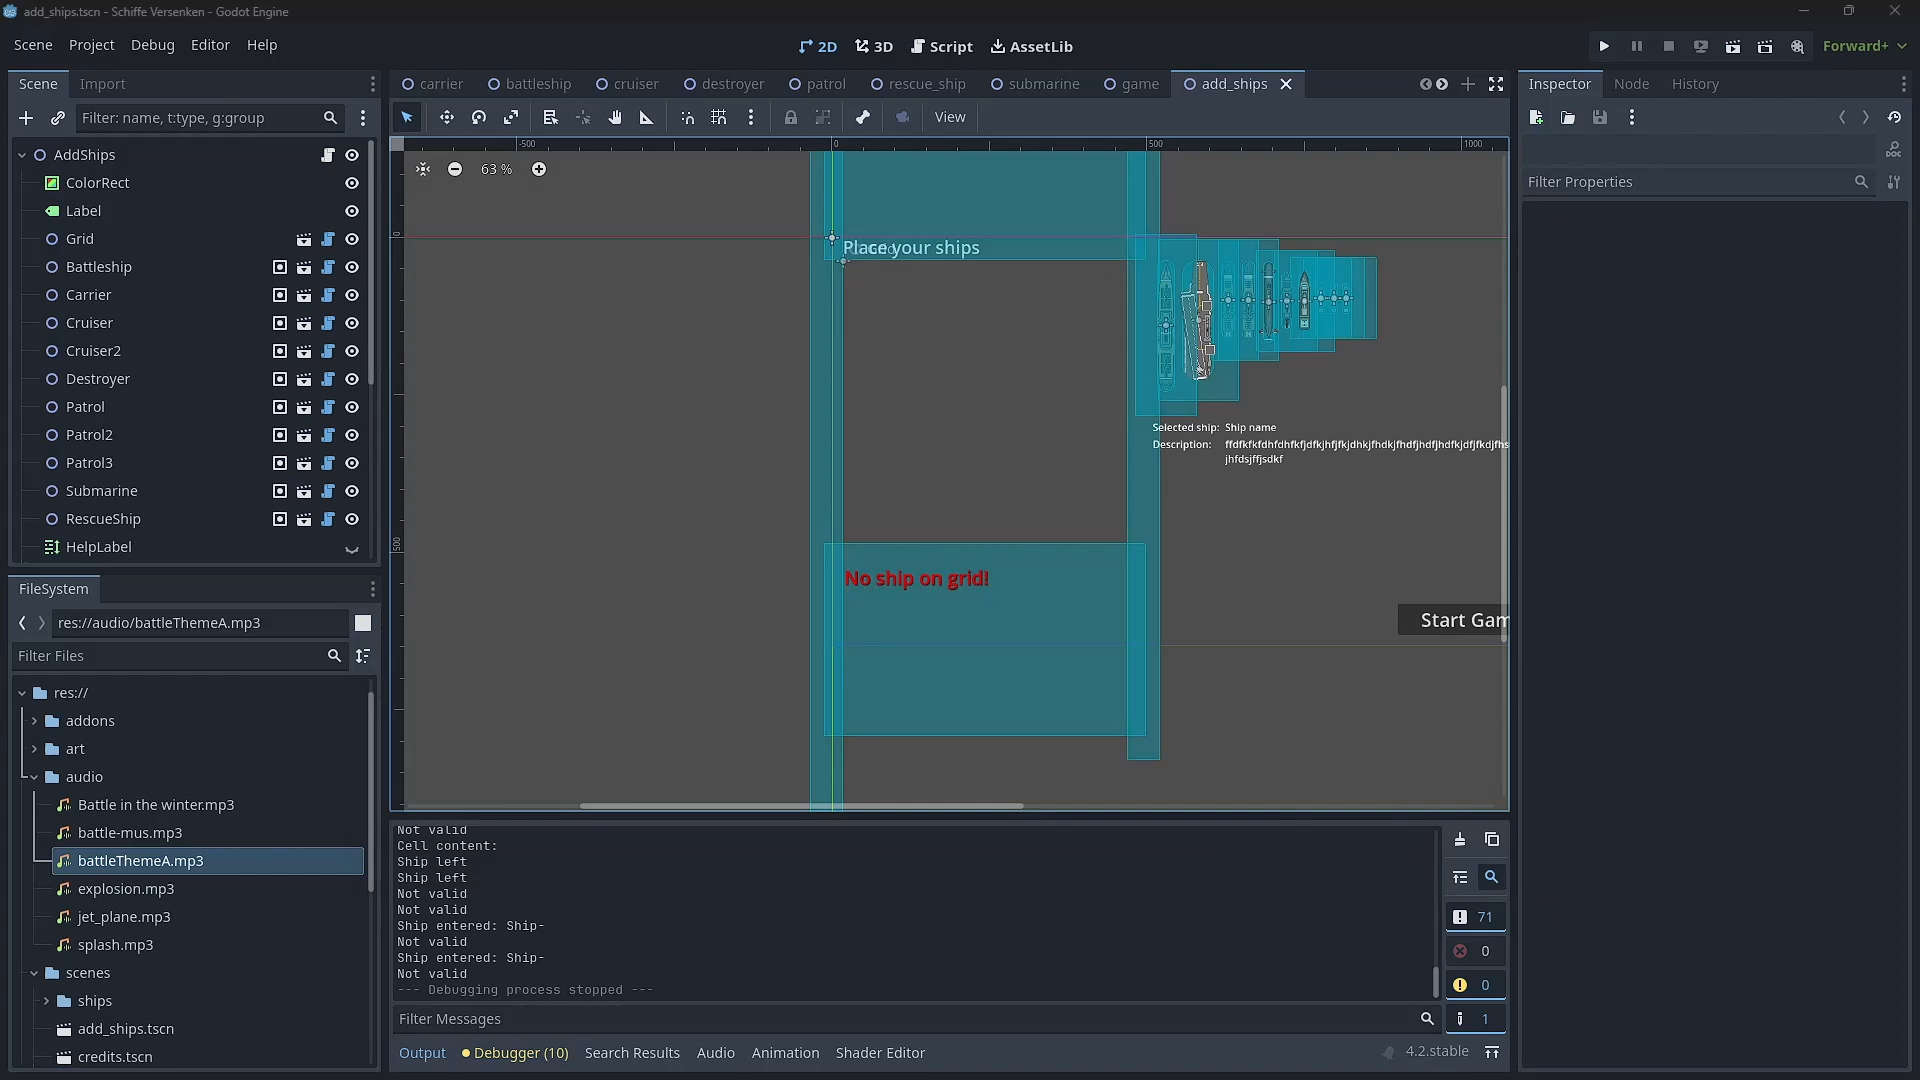 add_ships.tscn - Schiffe Versenken - Godot Engine
Scene Project Debug Editor Help
2D 3D Script AssetLib
Forward+
Scene Import
carrier battleship cruiser destroyer patrol rescue_ship submarine game add_ships
Inspector Node History
Filter: name, t:type, g:group
View
AddShips
ColorRect
Label
Grid
Battleship
Carrier
Cruiser
Cruiser2
Destroyer
Patrol
Patrol2
Patrol3
Submarine
RescueShip
HelpLabel
-500 0 500 1000
63 %
0
500
Place your ships
Selected ship: Ship name
Description: ffdfkfkfdhfdhfkfjdfkjhfjfkjdhkjfhdkjfhdfjhdfjhdfkjdfjfkdjfhs
jhfdsjffjsdkf
No ship on grid!
Start Gam
Filter Properties
FileSystem
res://audio/battleThemeA.mp3
Filter Files
res://
addons
art
audio
Battle in the winter.mp3
battle-mus.mp3
battleThemeA.mp3
explosion.mp3
jet_plane.mp3
splash.mp3
scenes
ships
add_ships.tscn
credits.tscn
Not valid
Cell content:
Ship left
Ship left
Not valid
Not valid
Ship entered: Ship-
Not valid
Ship entered: Ship-
Not valid
--- Debugging process stopped ---
71
0
0
1
Filter Messages
Output Debugger (10) Search Results Audio Animation Shader Editor
4.2.stable